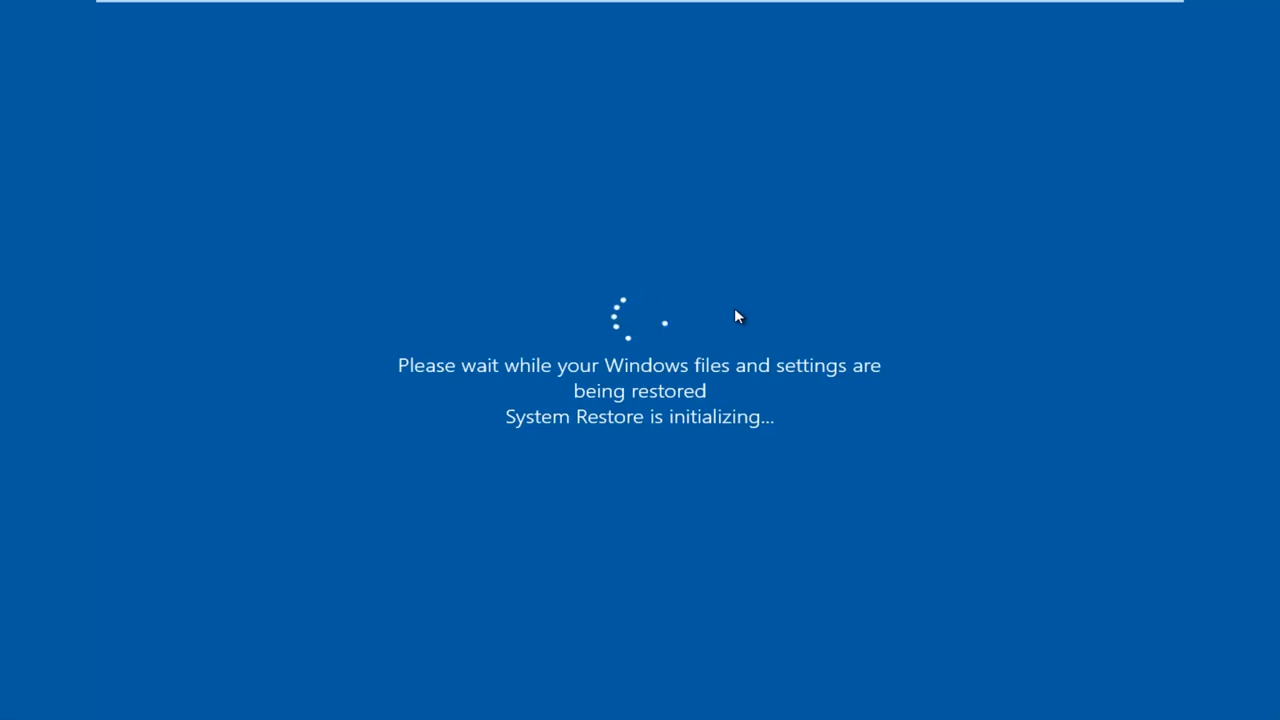 Please wait while your Windows files and settings are
being restored
System Restore is initializing...